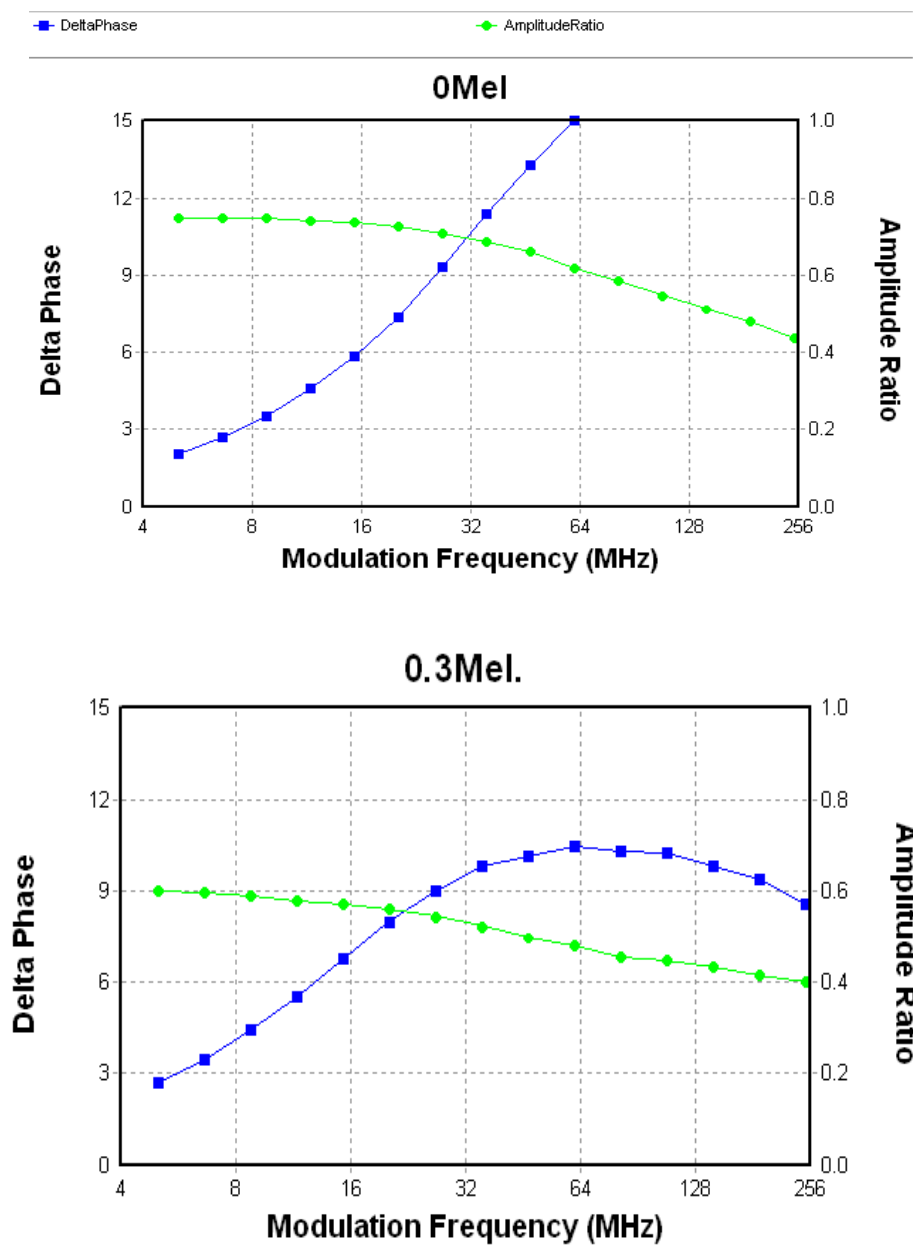 DeltaPhase AmplitudeRatio
0Mel
15 1.0
12 0.8
9 0.6
6 0.4
3 0.2
0 0.0
Delta Phase
Amplitude Ratio
4 8 16 32 64 128 256
Modulation Frequency (MHz)
0.3Mel.
15 1.0
12 0.8
9 0.6
6 0.4
3 0.2
0 0.0
Delta Phase
Amplitude Ratio
4 8 16 32 64 128 256
Modulation Frequency (MHz)